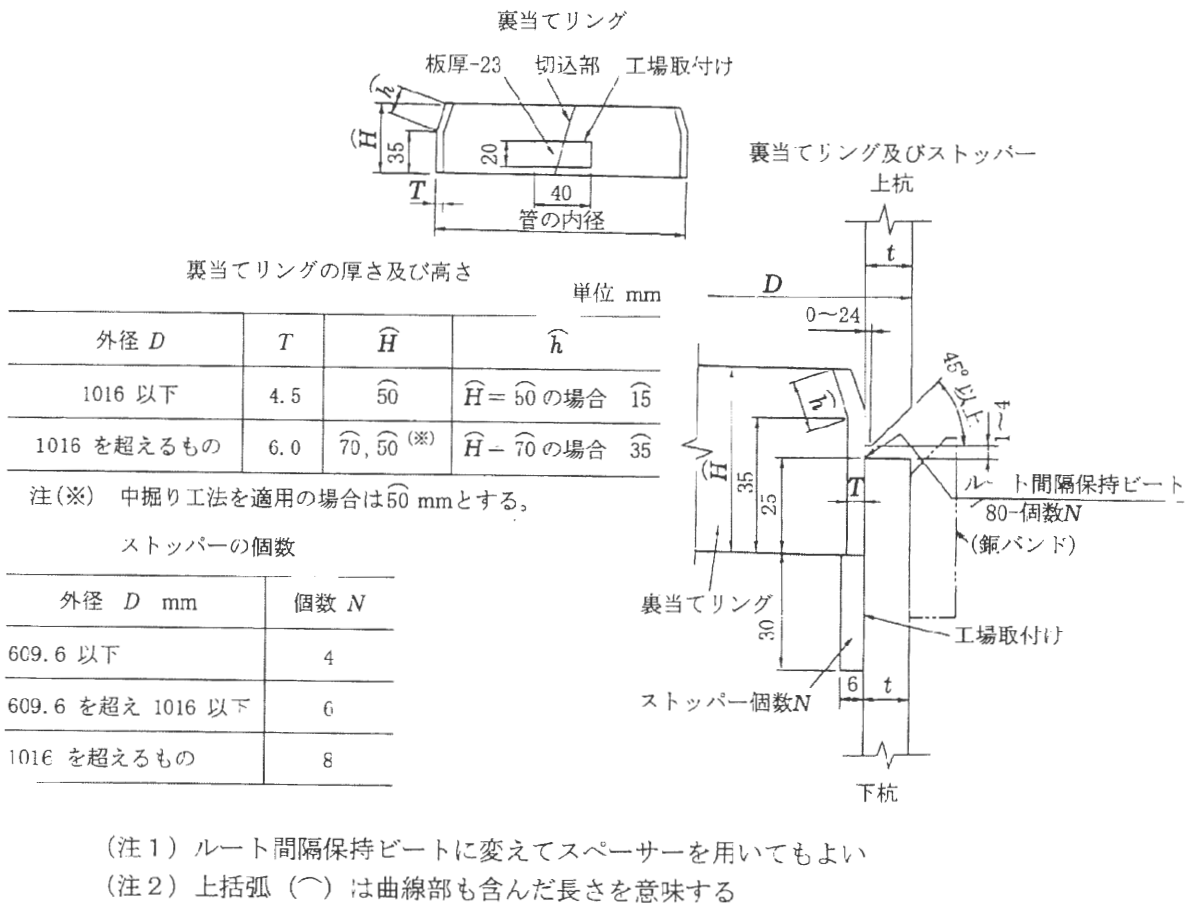 裏当てリング
板厚-23 切込部 工場取付け
h
H
35
20
T
40
管の内径
裏当てリングの厚さ及び高さ
単位 mm
外径 D T H h
1016 以下 4.5 50 H=50の場合 15
1016 を超えるもの 6.0 70,50(※) H-70の場合 35
注(※) 中掘り工法を適用の場合は50 mmとする。
ストッパーの個数
外径 D mm 個数 N
609.6 以下 4
609.6 を超え 1016 以下 6
1016 を超えるもの 8
裏当てリング及びストッパー
上杭
t
D
0〜24
45°以上
1〜4
h
H
35
25
T
ルート間隔保持ビート
80-個数N
(銅バンド)
裏当てリング
30
工場取付け
6 t
ストッパー個数N
下杭
(注1) ルート間隔保持ビートに変えてスペーサーを用いてもよい
(注2) 上括弧 (⌒) は曲線部も含んだ長さを意味する